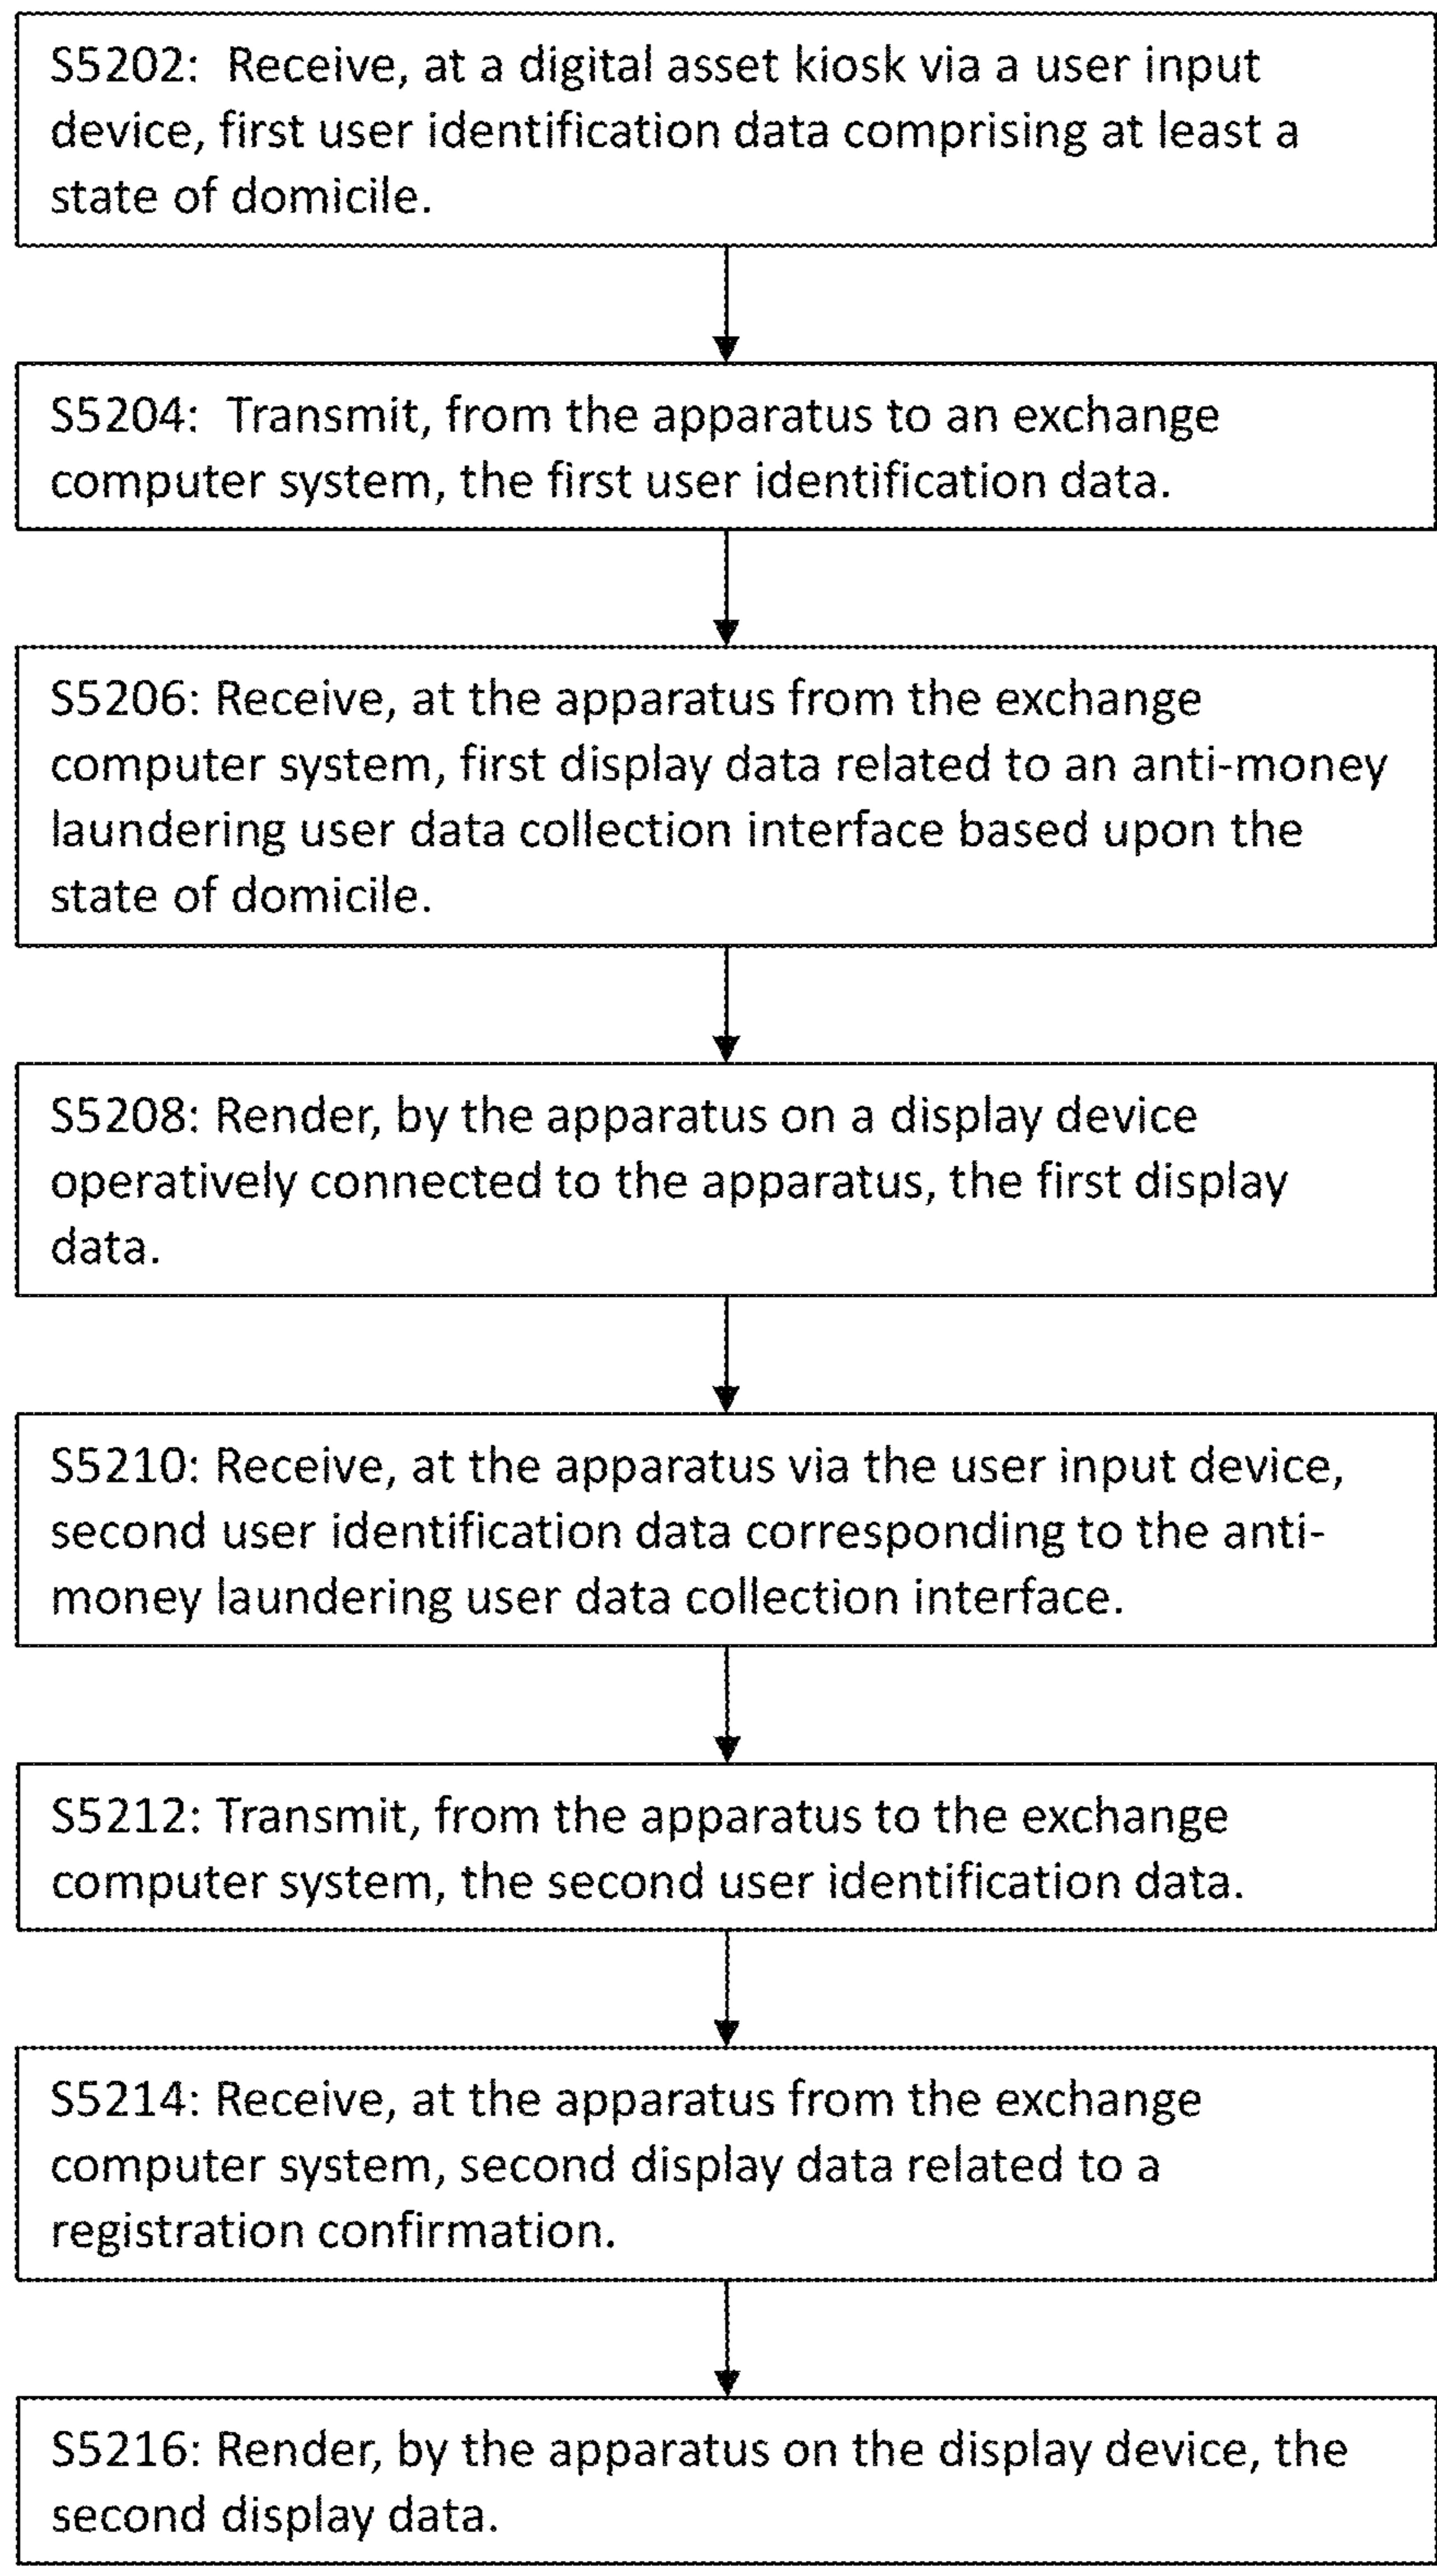 S5202:  Receive, at a digital asset kiosk via a user input
device, first user identification data comprising at least a
state of domicile.
S5204:  Transmit, from the apparatus to an exchange
computer system, the first user identification data.
S5206: Receive, at the apparatus from the exchange
computer system, first display data related to an anti-money
laundering user data collection interface based upon the
state of domicile.
S5208: Render, by the apparatus on a display device
operatively connected to the apparatus, the first display
data.
S5210: Receive, at the apparatus via the user input device,
second user identification data corresponding to the anti-
money laundering user data collection interface.
S5212: Transmit, from the apparatus to the exchange
computer system, the second user identification data.
S5214: Receive, at the apparatus from the exchange
computer system, second display data related to a
registration confirmation.
S5216: Render, by the apparatus on the display device, the
second display data.